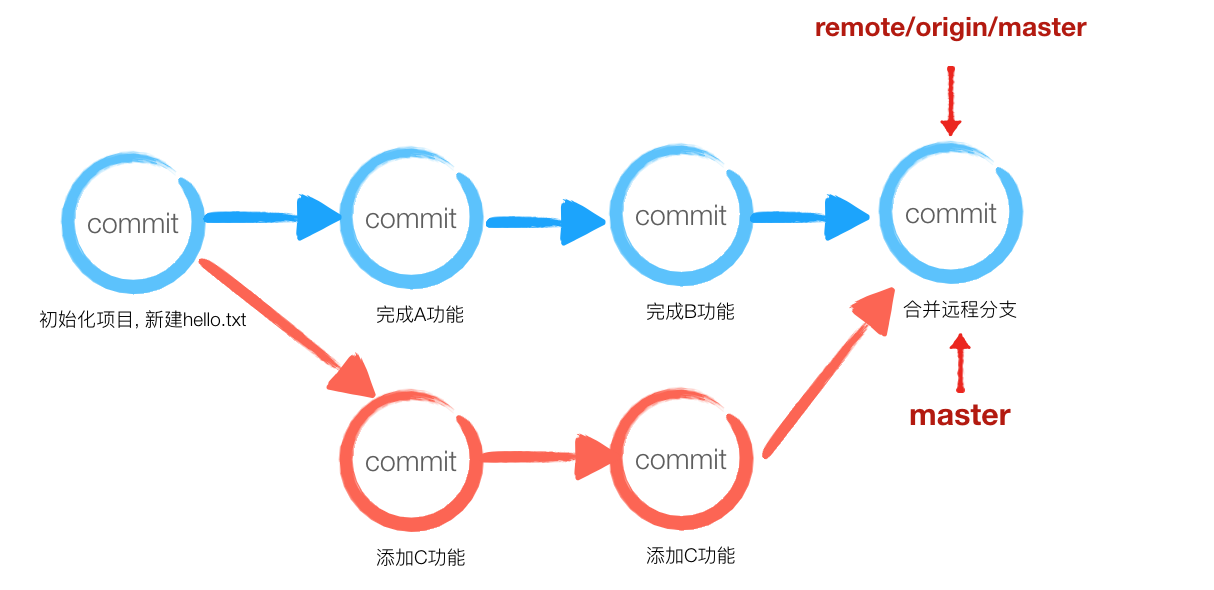 remote/origin/master
commit
commit
commit
commit
初始化项目, 新建hello.txt
完成A功能
完成B功能
合并远程分支
master
commit
commit
添加C功能
添加C功能